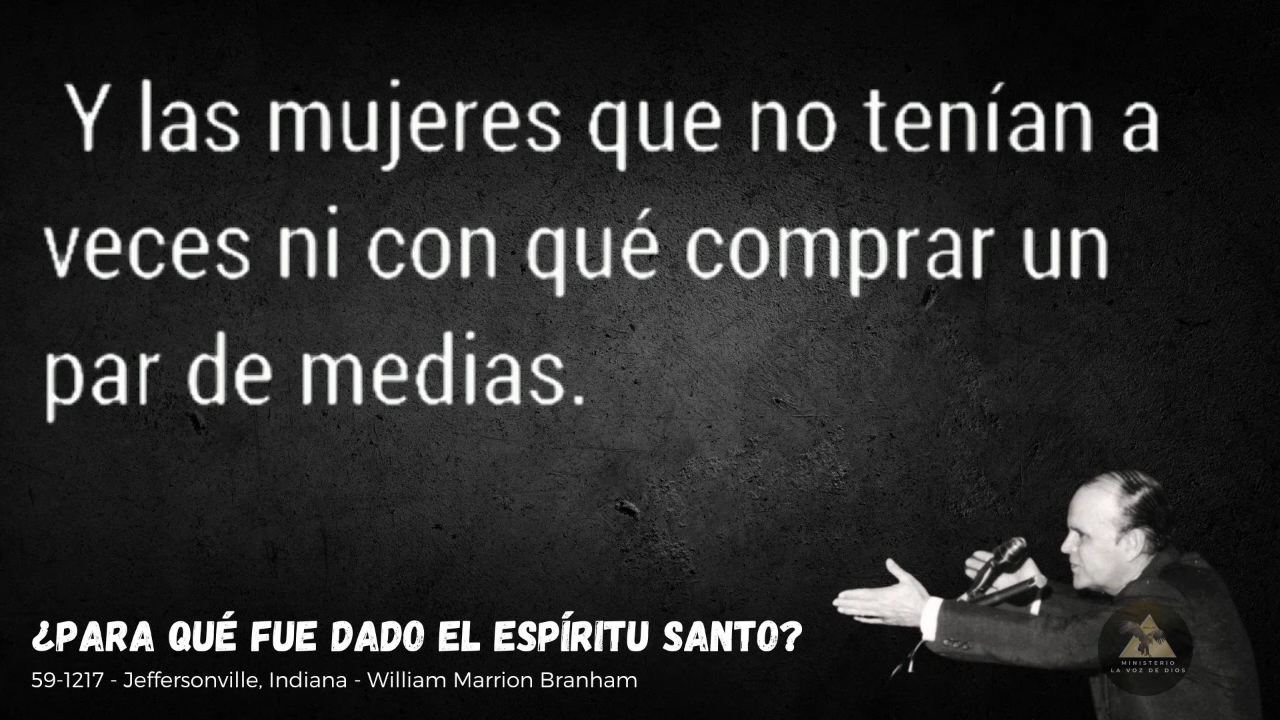 Y las mujeres que no tenían a
veces ni con qué comprar un
par de medias.
¿PARA QUÉ FUE DADO EL ESPÍRITU SANTO?
59-1217 - Jeffersonville, Indiana - William Marrion Branham
MINISTERIO
LA VOZ DE DIOS